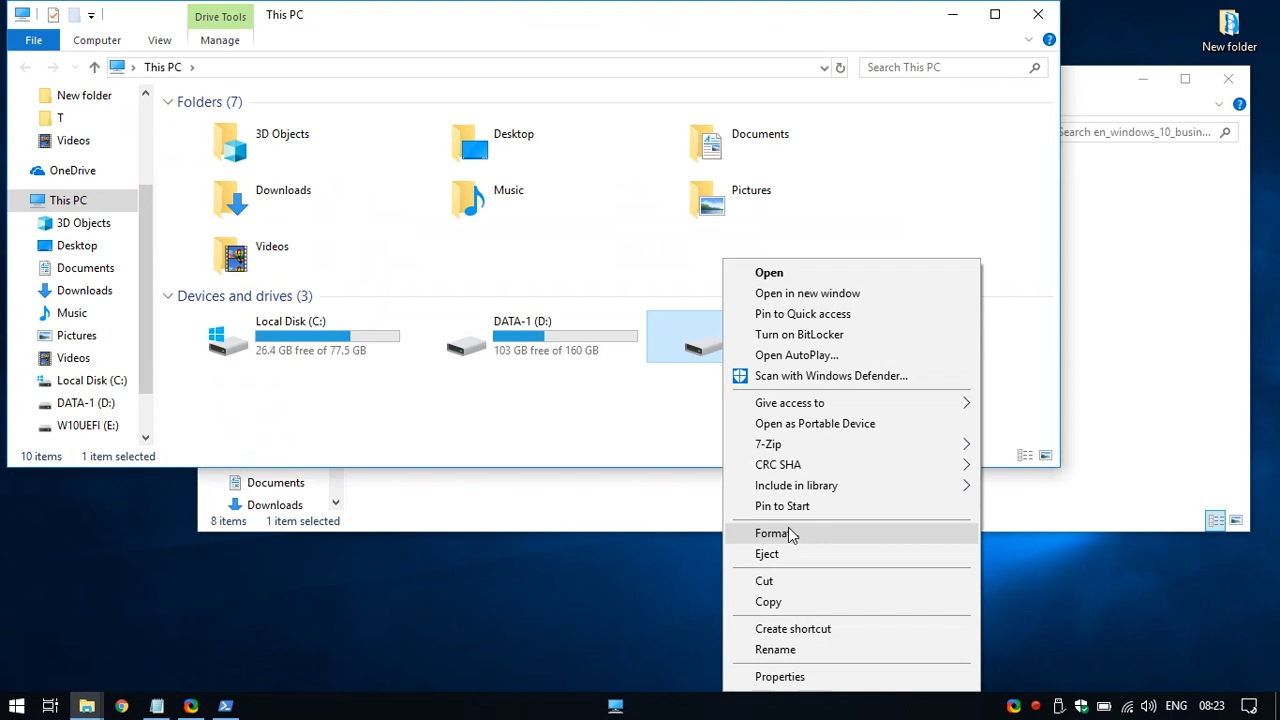 Drive Tools
This PC
New folder
File
Computer
View
Manage
This PC
Search This PC
New folder
T
Videos
OneDrive
This PC
3D Objects
Desktop
Documents
Downloads
Music
Pictures
Videos
Local Disk (C:)
DATA-1 (D:)
W10UEFI (E:)
Folders (7)
3D Objects
Desktop
Documents
Downloads
Music
Pictures
Videos
Devices and drives (3)
Local Disk (C:)
26.4 GB free of 77.5 GB
DATA-1 (D:)
103 GB free of 160 GB
10 items
1 item selected
Search en_windows_10_busin...
Documents
Downloads
8 items
1 item selected
Open
Open in new window
Pin to Quick access
Turn on BitLocker
Open AutoPlay...
Scan with Windows Defender...
Give access to
Open as Portable Device
7-Zip
CRC SHA
Include in library
Pin to Start
Eject
Cut
Copy
Create shortcut
Rename
Properties
ENG
08:23